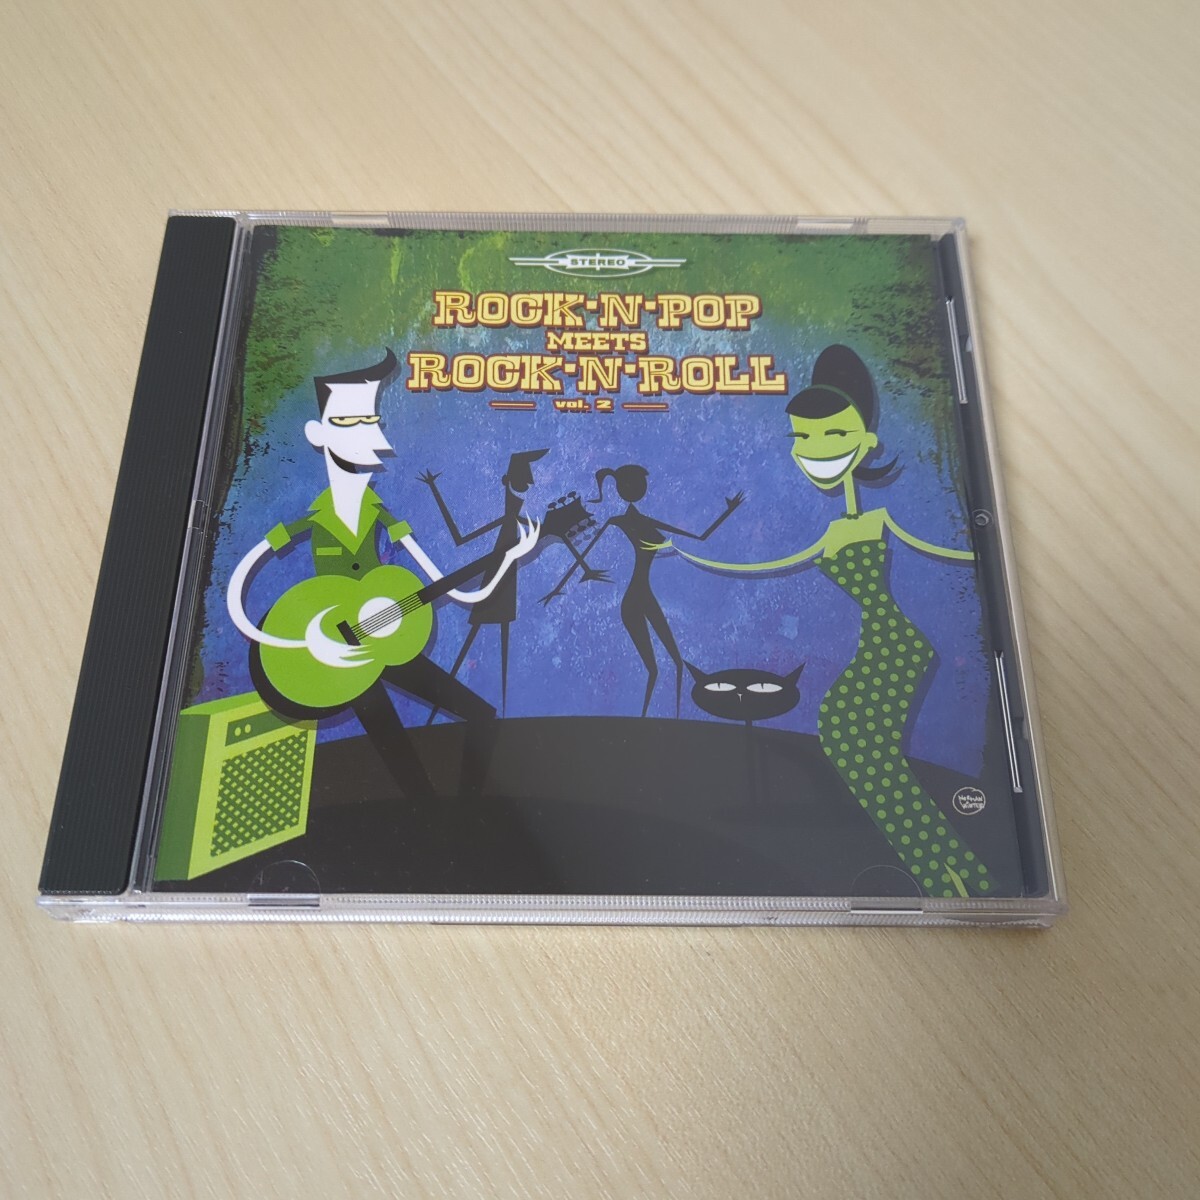 STEREO
ROCK·N·POP
MEETS
ROCK·N·ROLL
vol. 2